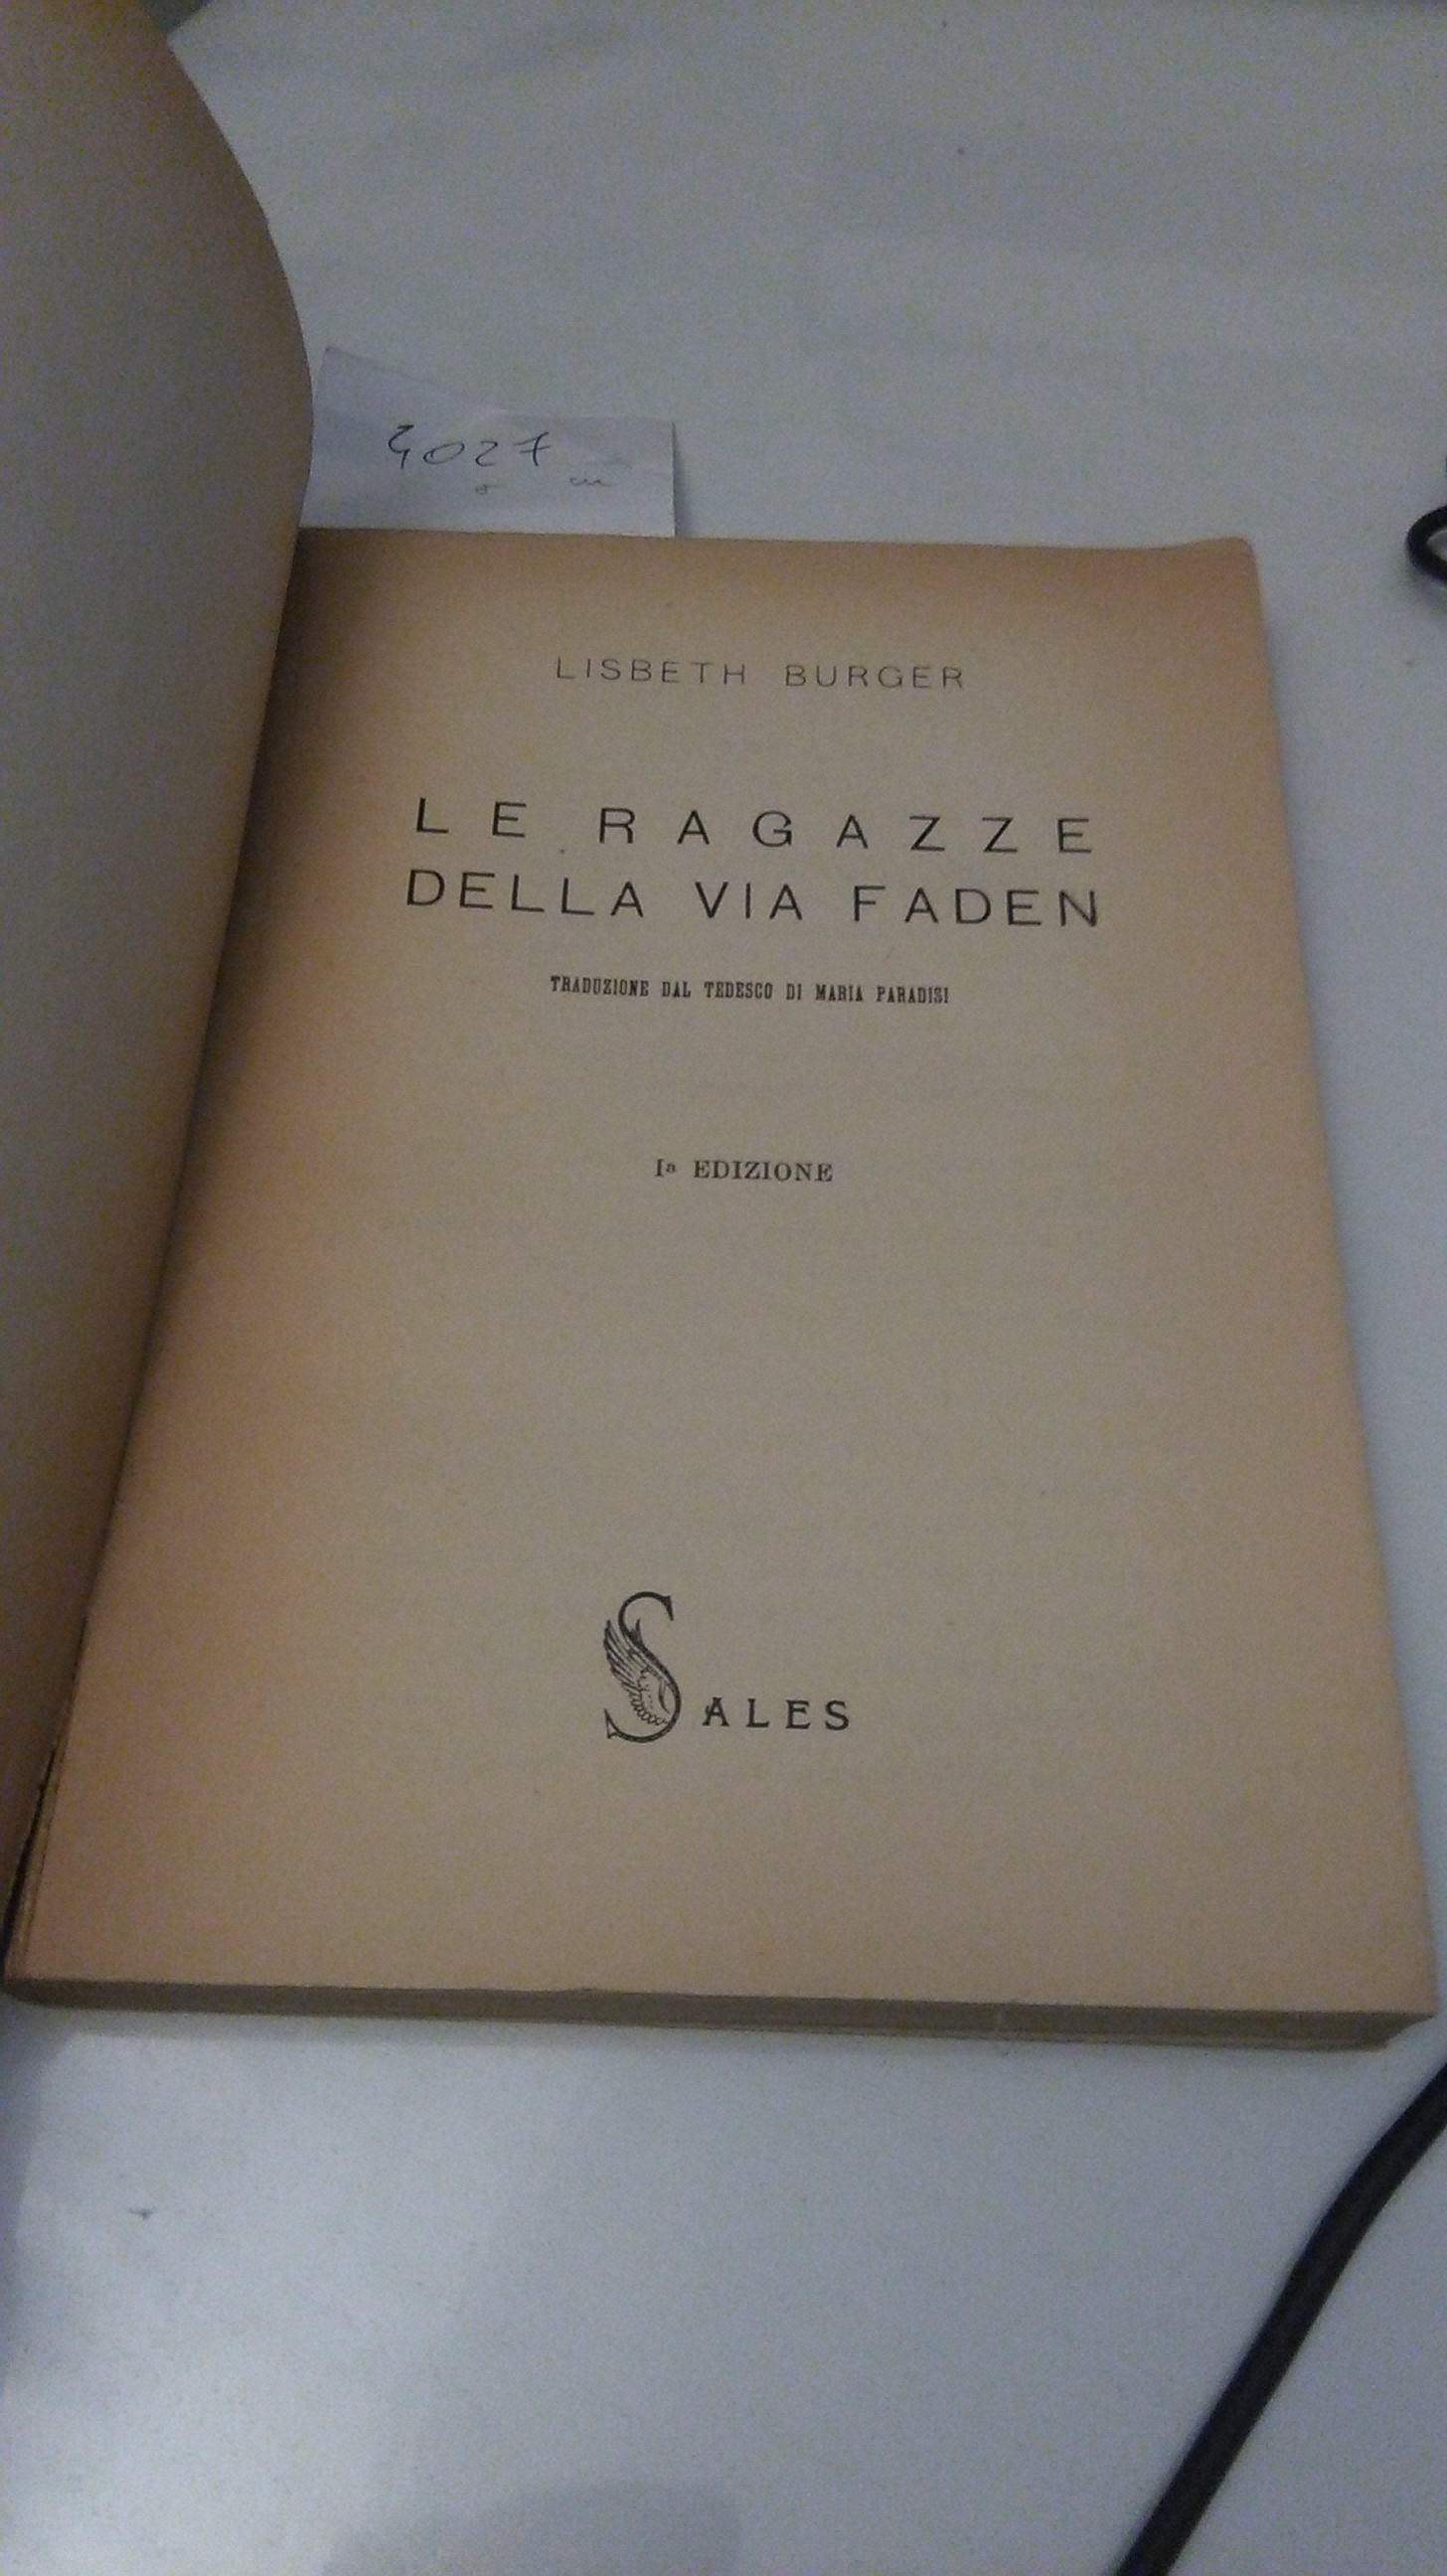 4027
LISBETH BURGER
LE RAGAZZE
DELLA VIA FADEN
TRADUZIONE DAL TEDESCO DI MARIA PARADISI
Iª EDIZIONE
SALES